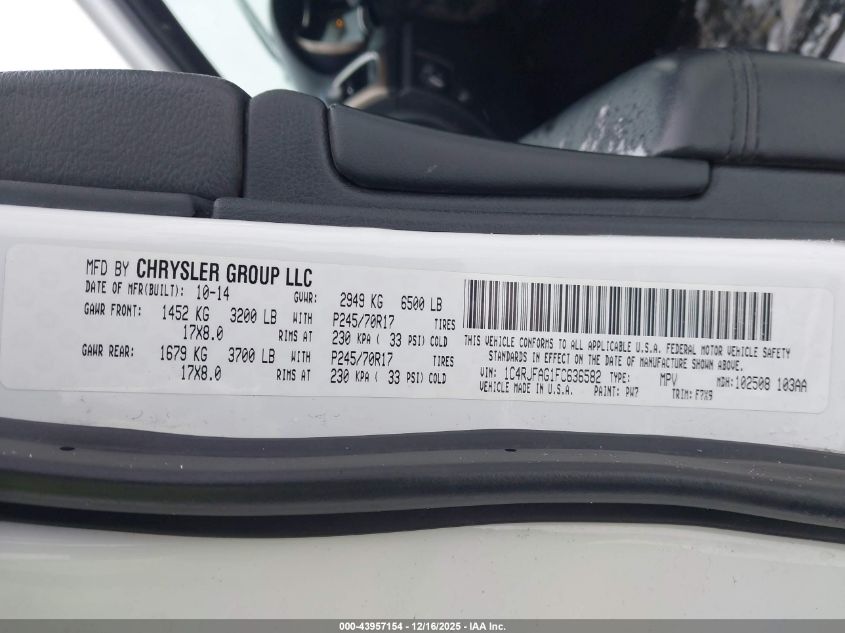 MFD BY CHRYSLER GROUP LLC
DATE OF MFR(BUILT): 10-14 GVWR: 2949 KG 6500 LB
GAWR FRONT: 1452 KG 3200 LB WITH P245/70R17 TIRES
17X8.0 RIMS AT 230 KPA ( 33 PSI) COLD
GAWR REAR: 1679 KG 3700 LB WITH P245/70R17 TIRES
17X8.0 RIMS AT 230 KPA ( 33 PSI) COLD
THIS VEHICLE CONFORMS TO ALL APPLICABLE U.S.A. FEDERAL MOTOR VEHICLE SAFETY
STANDARDS IN EFFECT ON THE DATE OF MANUFACTURE SHOWN ABOVE.
VIN: 1C4RJFAG1FC636582 TYPE: MPV MDH:102508 103AA
VEHICLE MADE IN U.S.A. PAINT: PW7 TRIM: F7X9
000-43957154 - 12/16/2025 - IAA Inc.